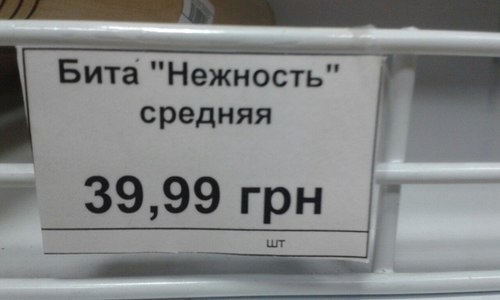 Бита "Нежность"
средняя
39,99 грн
шт